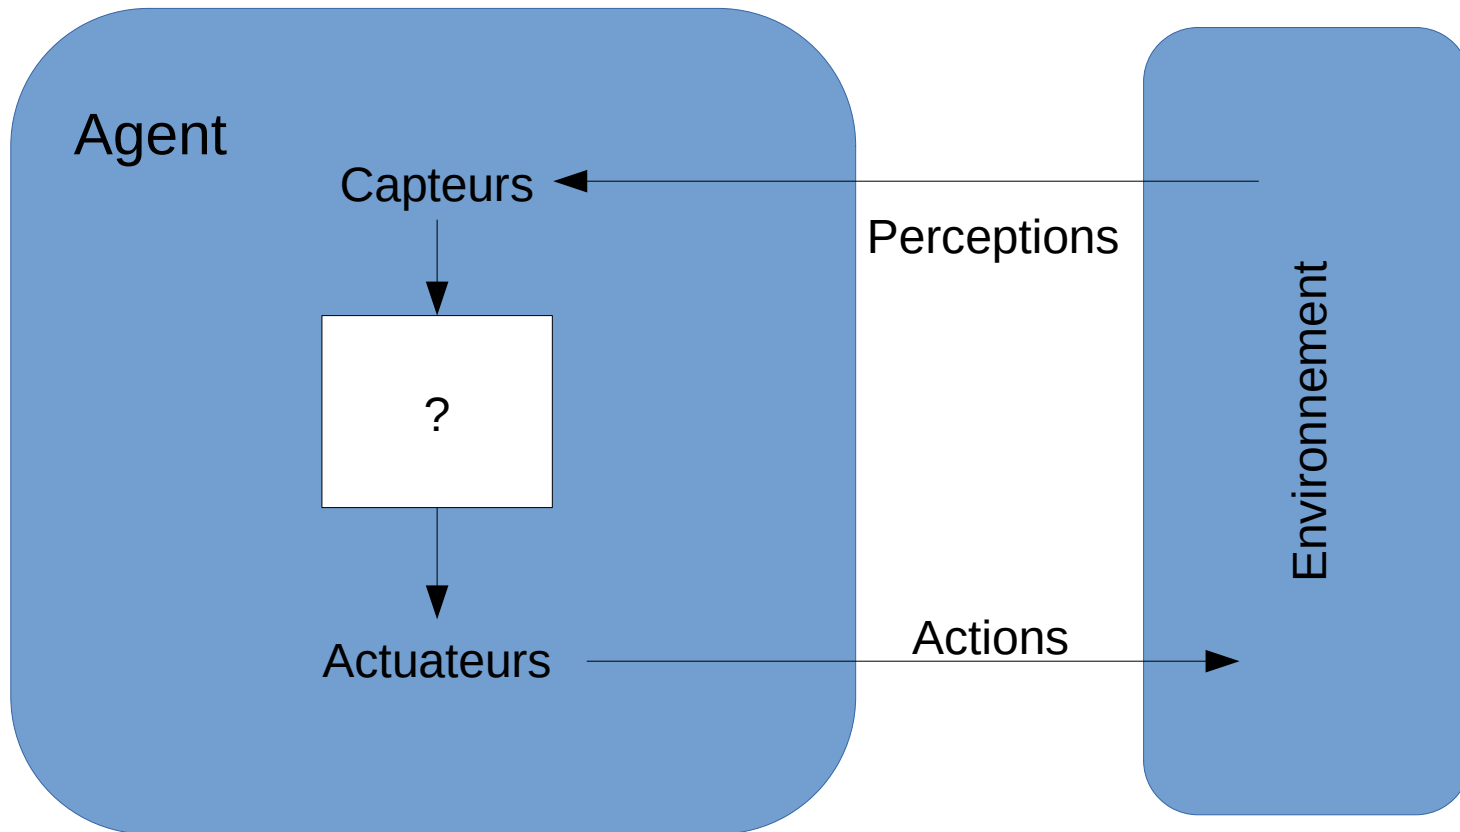 Agent
Capteurs
Perceptions
?
Environnement
Actions
Actuateurs